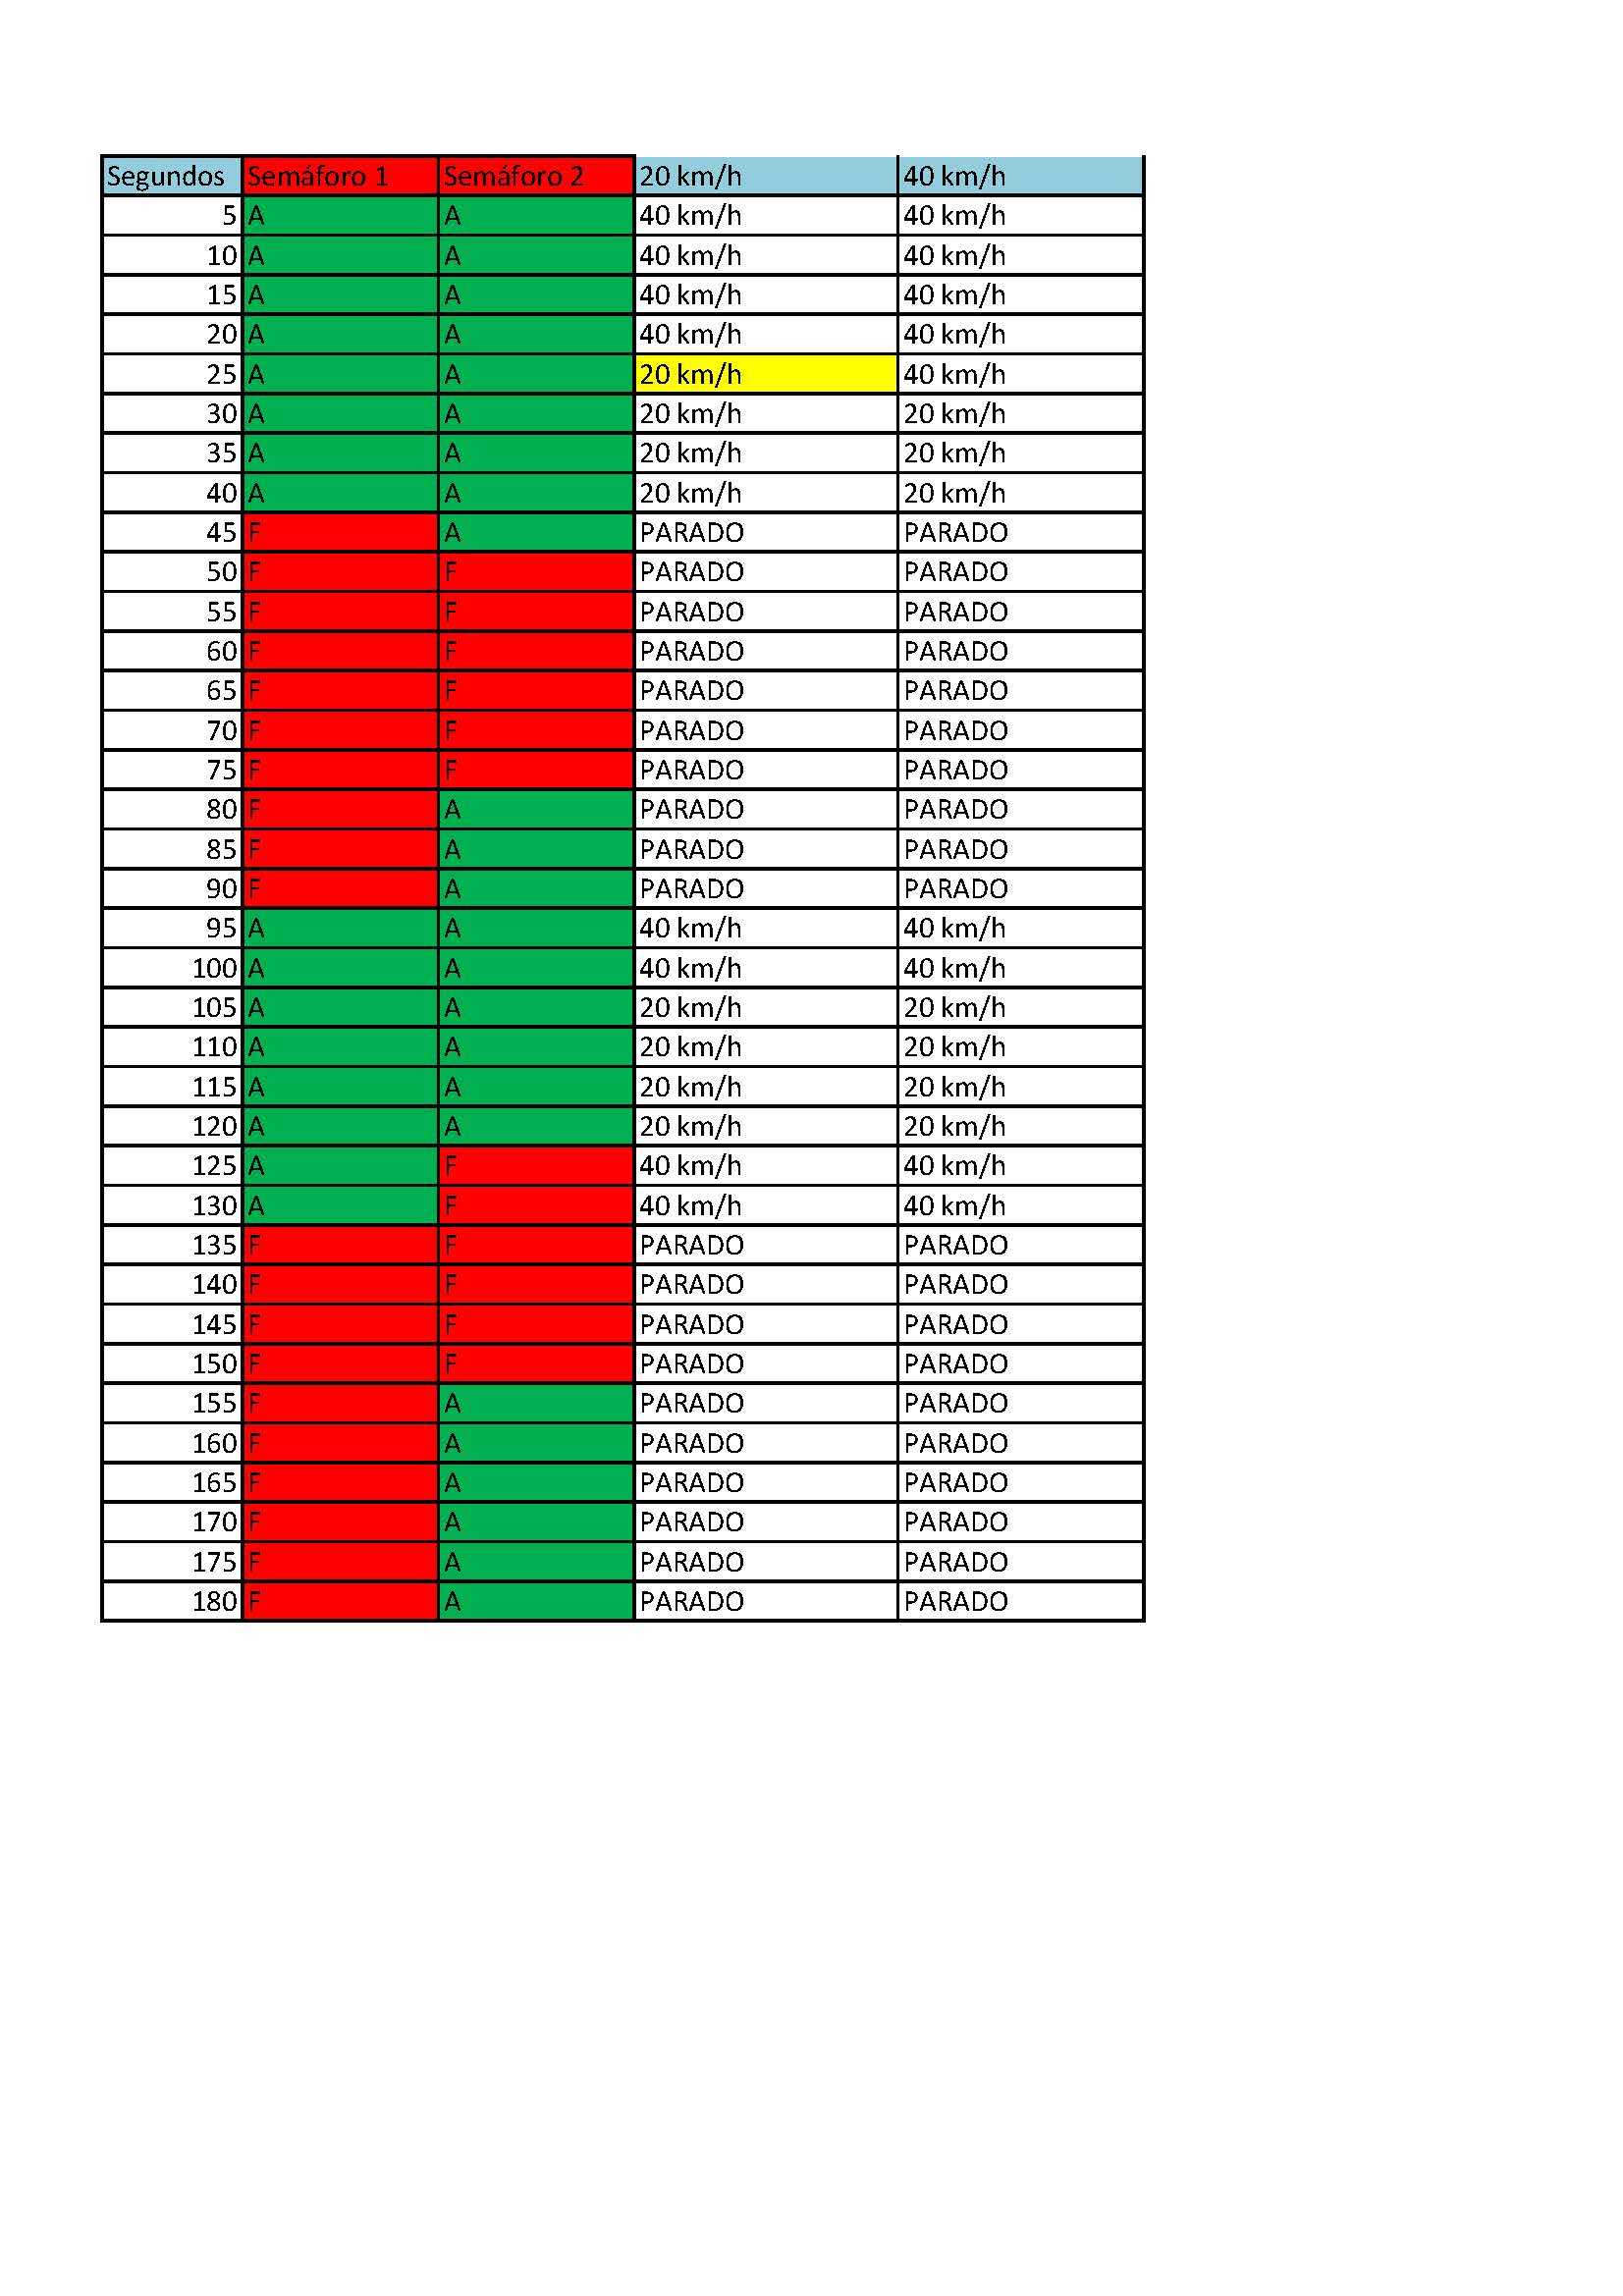 Segundos Semáforo 1 Semáforo 2 20 km/h 40 km/h
5 A A 40 km/h 40 km/h
10 A A 40 km/h 40 km/h
15 A A 40 km/h 40 km/h
20 A A 40 km/h 40 km/h
25 A A 20 km/h 40 km/h
30 A A 20 km/h 20 km/h
35 A A 20 km/h 20 km/h
40 A A 20 km/h 20 km/h
45 F A PARADO PARADO
50 F F PARADO PARADO
55 F F PARADO PARADO
60 F F PARADO PARADO
65 F F PARADO PARADO
70 F F PARADO PARADO
75 F F PARADO PARADO
80 F A PARADO PARADO
85 F A PARADO PARADO
90 F A PARADO PARADO
95 A A 40 km/h 40 km/h
100 A A 40 km/h 40 km/h
105 A A 20 km/h 20 km/h
110 A A 20 km/h 20 km/h
115 A A 20 km/h 20 km/h
120 A A 20 km/h 20 km/h
125 A F 40 km/h 40 km/h
130 A F 40 km/h 40 km/h
135 F F PARADO PARADO
140 F F PARADO PARADO
145 F F PARADO PARADO
150 F F PARADO PARADO
155 F A PARADO PARADO
160 F A PARADO PARADO
165 F A PARADO PARADO
170 F A PARADO PARADO
175 F A PARADO PARADO
180 F A PARADO PARADO